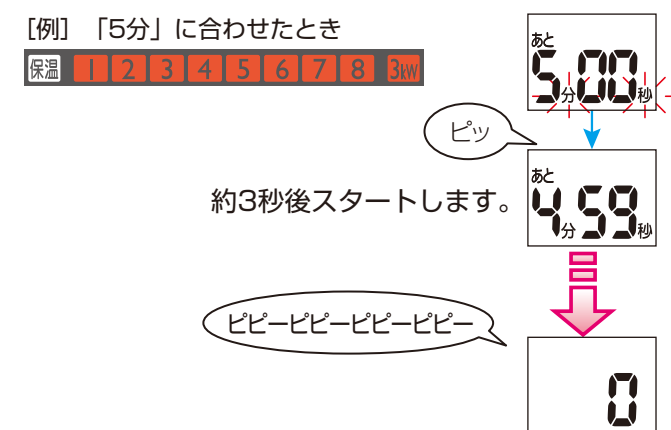 [例] 「5分」に合わせたとき
保温 1 2 3 4 5 6 7 8 3kW
あと
5分00秒
ピッ
あと
4分59秒
約3秒後スタートします。
ピピーピピーピピーピピー
0